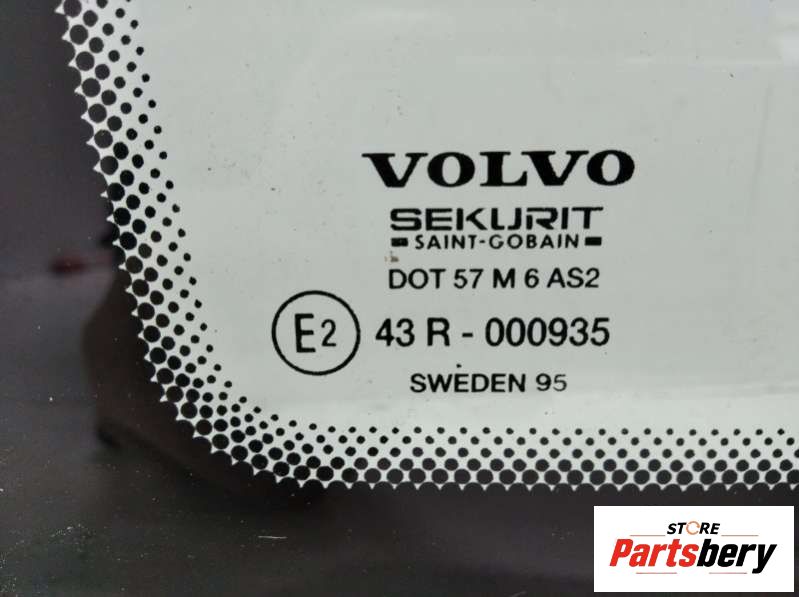 VOLVO
SEKURIT
SAINT-GOBAIN
DOT 57 M 6 AS2
E2 43 R - 000935
SWEDEN 95
STORE
Partsbery